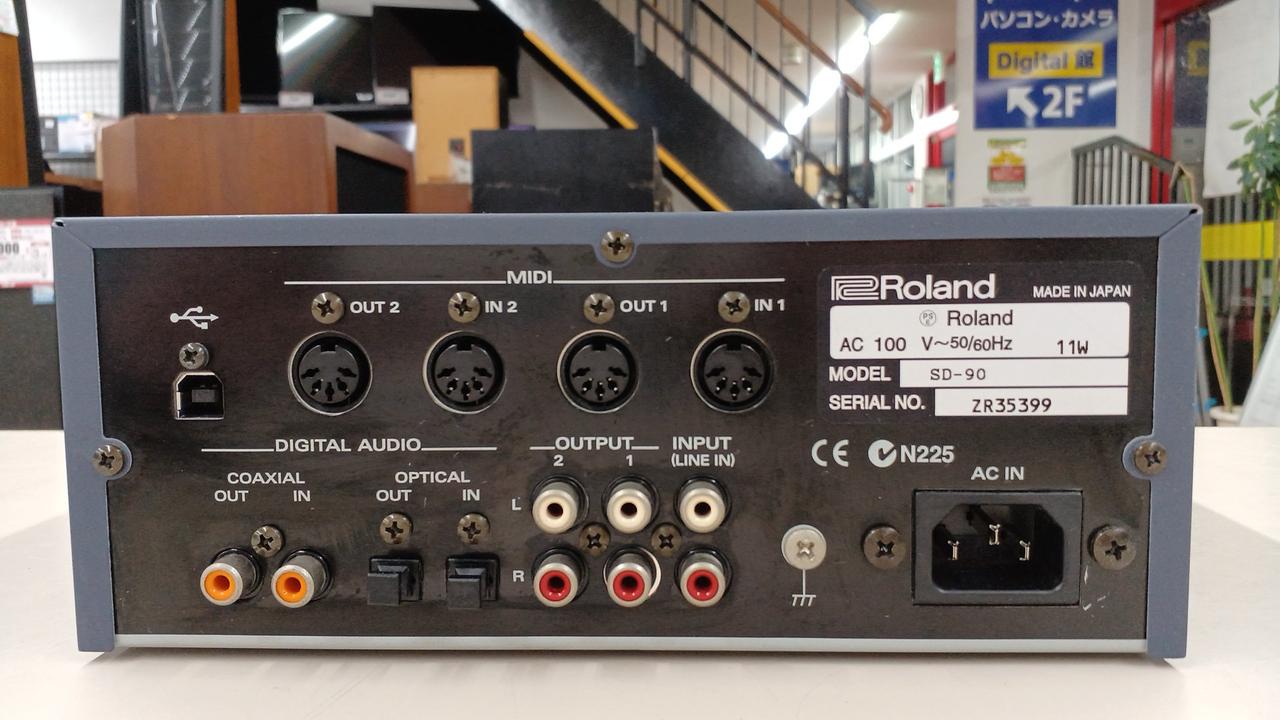 パソコン・カメラ
Digital 館
2F
000
MIDI
OUT 2
IN 2
OUT 1
IN 1
Roland
MADE IN JAPAN
PS E
Roland
AC 100 V～50/60Hz 11W
MODEL SD-90
SERIAL NO. ZR35399
DIGITAL AUDIO
COAXIAL
OUT IN
OPTICAL
OUT IN
OUTPUT
2 1
INPUT
(LINE IN)
L
R
CE
N225
AC IN